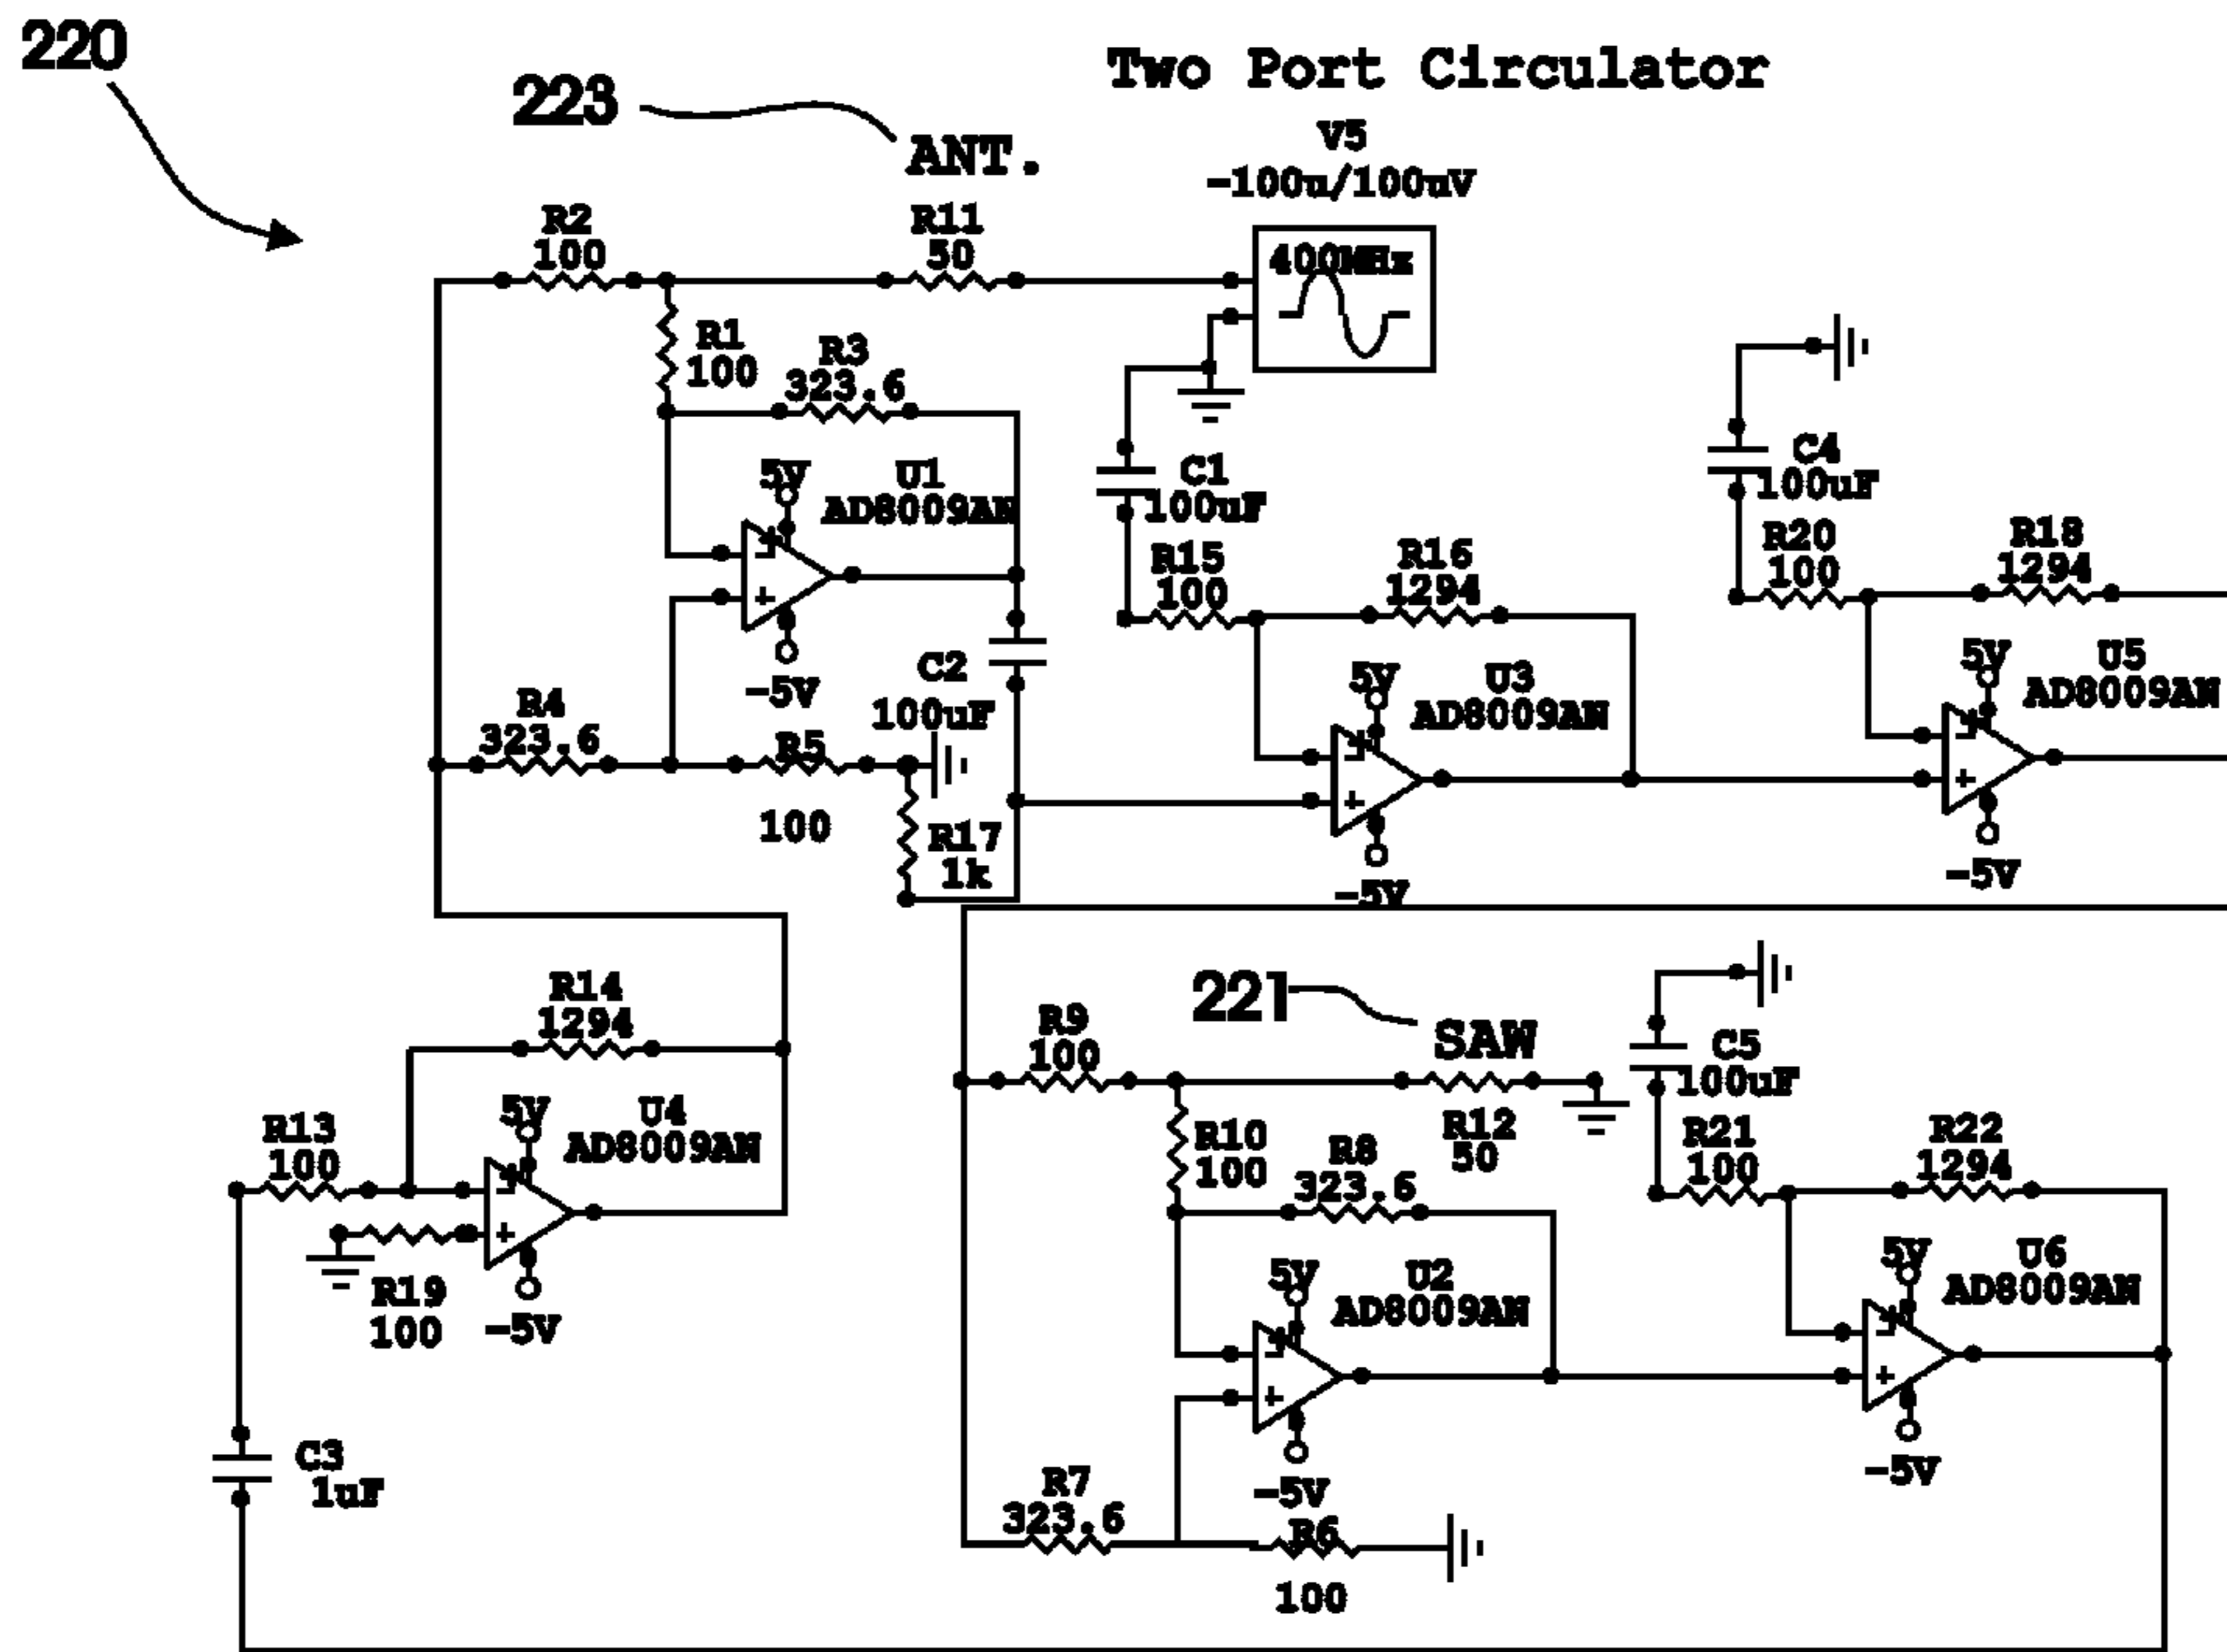 220
223
ANT.
Two Port Circulator
V5
-100u/100uV
400MHz
R2
100
R11
50
R1
100
R3
323.6
5V
U1
AD8009AN
-
+
-5V
C1
100uF
C4
100uF
R15
100
R16
1294
R20
100
R18
1294
C2
100uF
R4
323.6
R5
100
R17
1k
5V
U3
AD8009AN
-
+
-5V
5V
U5
AD8009AN
-
+
-5V
R14
1294
R13
100
5V
U4
AD8009AN
-
+
-5V
R19
100
C3
1uF
221
SAW
R9
100
R10
100
R12
50
R8
323.6
C5
100uF
R21
100
R22
1294
5V
U2
AD8009AN
-
+
-5V
5V
U6
AD8009AN
-
+
-5V
R7
323.6
R6
100